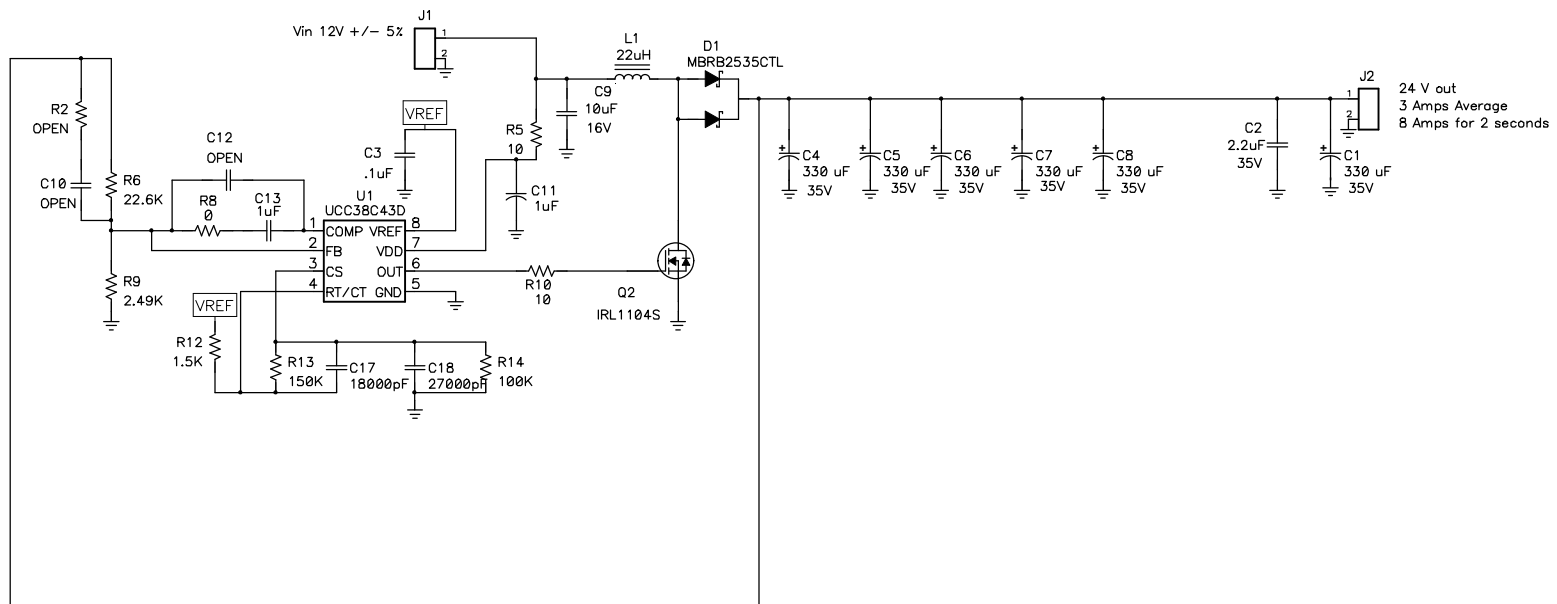 J1
Vin 12V +/- 5%
1
2
L1
22uH
D1
MBRB2535CTL
J2
1
2
24 V out
3 Amps Average
8 Amps for 2 seconds
R2
OPEN
C12
OPEN
VREF
C3
.1uF
R5
10
C9
10uF
16V
C4
330 uF
35V
C5
330 uF
35V
C6
330 uF
35V
C7
330 uF
35V
C8
330 uF
35V
C2
2.2uF
35V
C1
330 uF
35V
C10
OPEN
R6
22.6K
R8
0
C13
1uF
U1
UCC38C43D
C11
1uF
1 COMP VREF 8
2 FB VDD 7
3 CS OUT 6
4 RT/CT GND 5
R9
2.49K
R10
10
Q2
IRL1104S
VREF
R12
1.5K
R13
150K
C17
18000pF
C18
27000pF
R14
100K